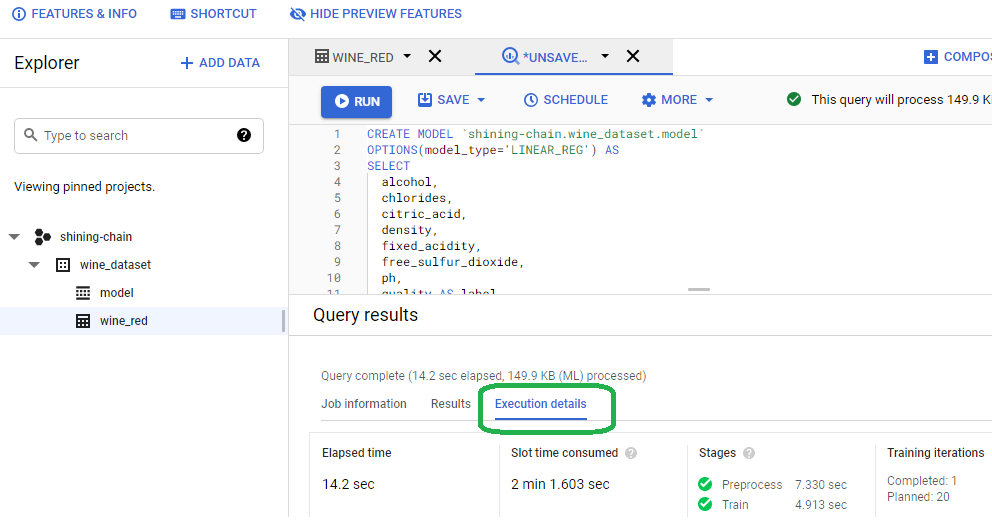 FEATURES & INFO
SHORTCUT
HIDE PREVIEW FEATURES
Explorer
ADD DATA
Type to search
Viewing pinned projects.
shining-chain
wine_dataset
model
wine_red
WINE_RED
*UNSAVE...
COMPOS
RUN
SAVE
SCHEDULE
MORE
This query will process 149.9 K
1 CREATE MODEL `shining-chain.wine_dataset.model`
2 OPTIONS(model_type='LINEAR_REG') AS
3 SELECT
4 alcohol,
5 chlorides,
6 citric_acid,
7 density,
8 fixed_acidity,
9 free_sulfur_dioxide,
10 ph,
11 quality AS label
Query results
Query complete (14.2 sec elapsed, 149.9 KB (ML) processed)
Job information
Results
Execution details
Elapsed time
14.2 sec
Slot time consumed
2 min 1.603 sec
Stages
Preprocess 7.330 sec
Train 4.913 sec
Training iterations
Completed: 1
Planned: 20